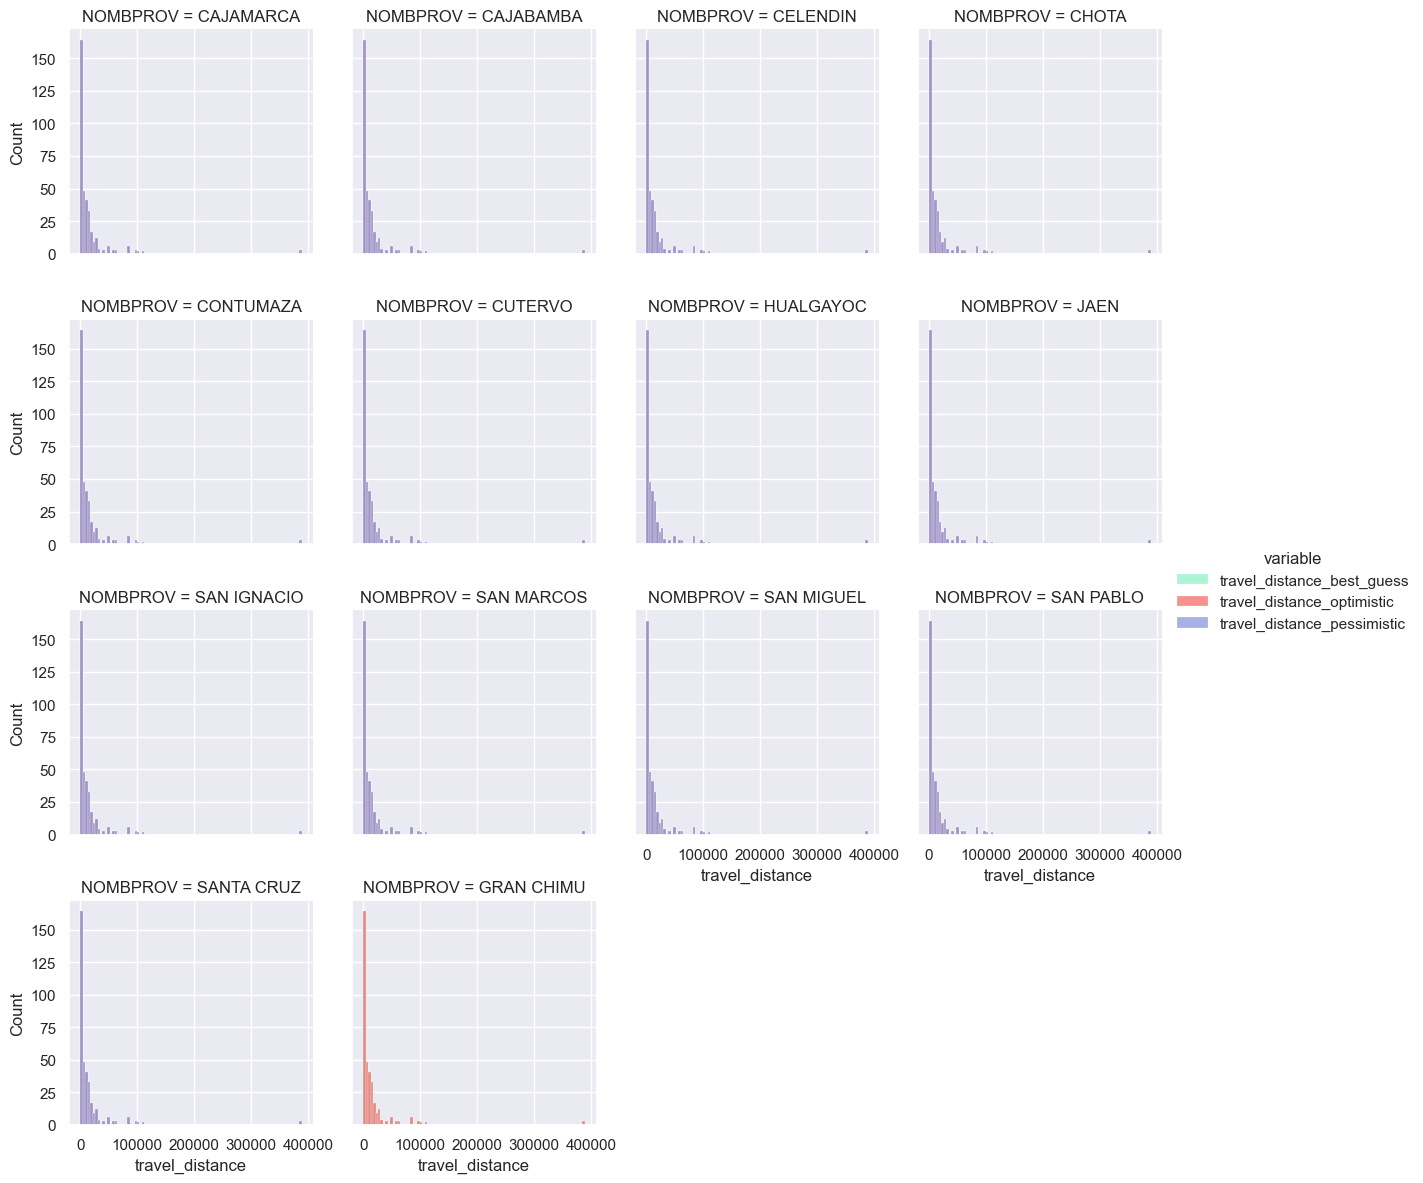 NOMBPROV = CAJAMARCA
NOMBPROV = CAJABAMBA
NOMBPROV = CELENDIN
NOMBPROV = CHOTA
150
125
100
75
50
25
0
Count
NOMBPROV = CONTUMAZA
NOMBPROV = CUTERVO
NOMBPROV = HUALGAYOC
NOMBPROV = JAEN
150
125
100
75
50
25
0
Count
NOMBPROV = SAN IGNACIO
NOMBPROV = SAN MARCOS
NOMBPROV = SAN MIGUEL
NOMBPROV = SAN PABLO
150
125
100
75
50
25
0
Count
0 100000 200000 300000 400000
travel_distance
0 100000 200000 300000 400000
travel_distance
NOMBPROV = SANTA CRUZ
NOMBPROV = GRAN CHIMU
150
125
100
75
50
25
0
Count
0 100000 200000 300000 400000
travel_distance
0 100000 200000 300000 400000
travel_distance
variable
travel_distance_best_guess
travel_distance_optimistic
travel_distance_pessimistic